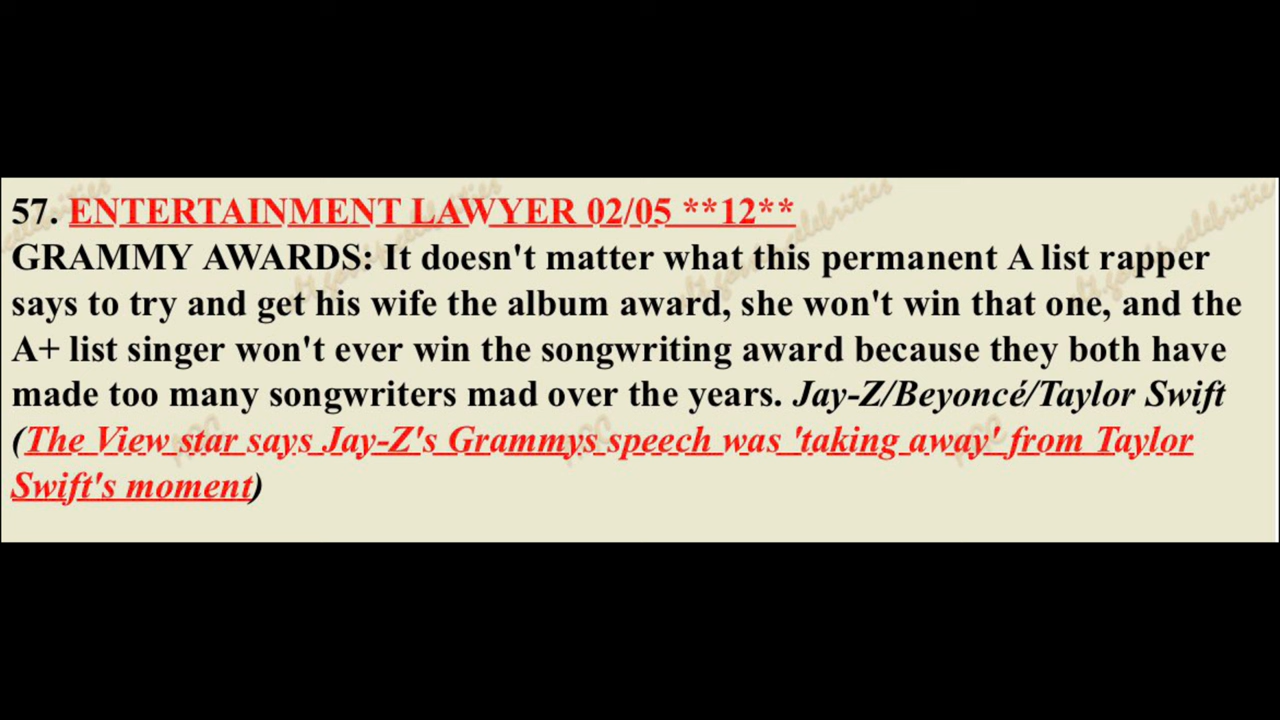 57. ENTERTAINMENT LAWYER 02/05 **12**
GRAMMY AWARDS: It doesn't matter what this permanent A list rapper
says to try and get his wife the album award, she won't win that one, and the
A+ list singer won't ever win the songwriting award because they both have
made too many songwriters mad over the years. Jay-Z/Beyoncé/Taylor Swift
(The View star says Jay-Z's Grammys speech was 'taking away' from Taylor
Swift's moment)